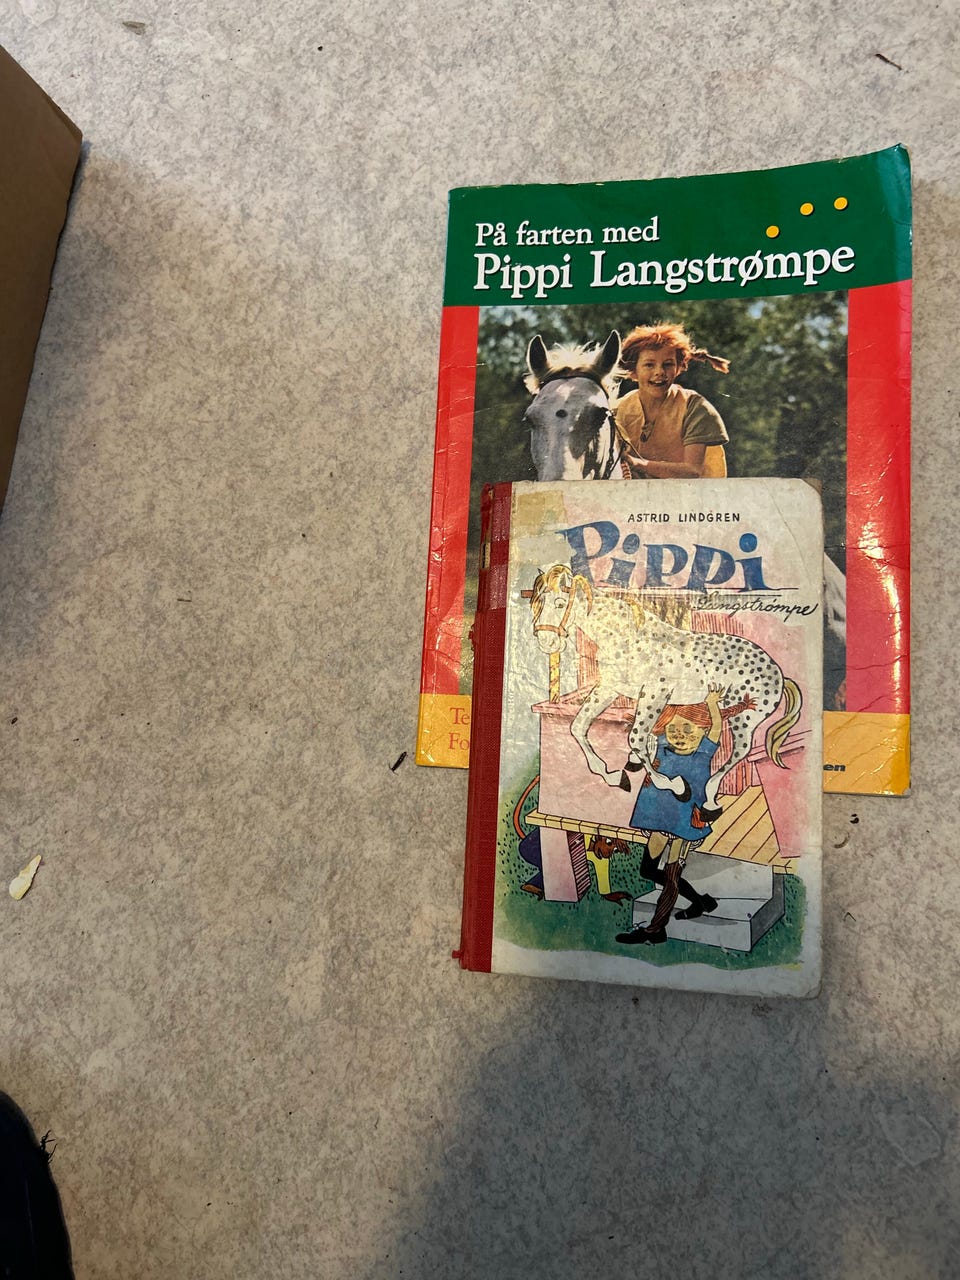 På farten med
Pippi Langstrømpe
ASTRID LINDGREN
Pippi
Langstrømpe